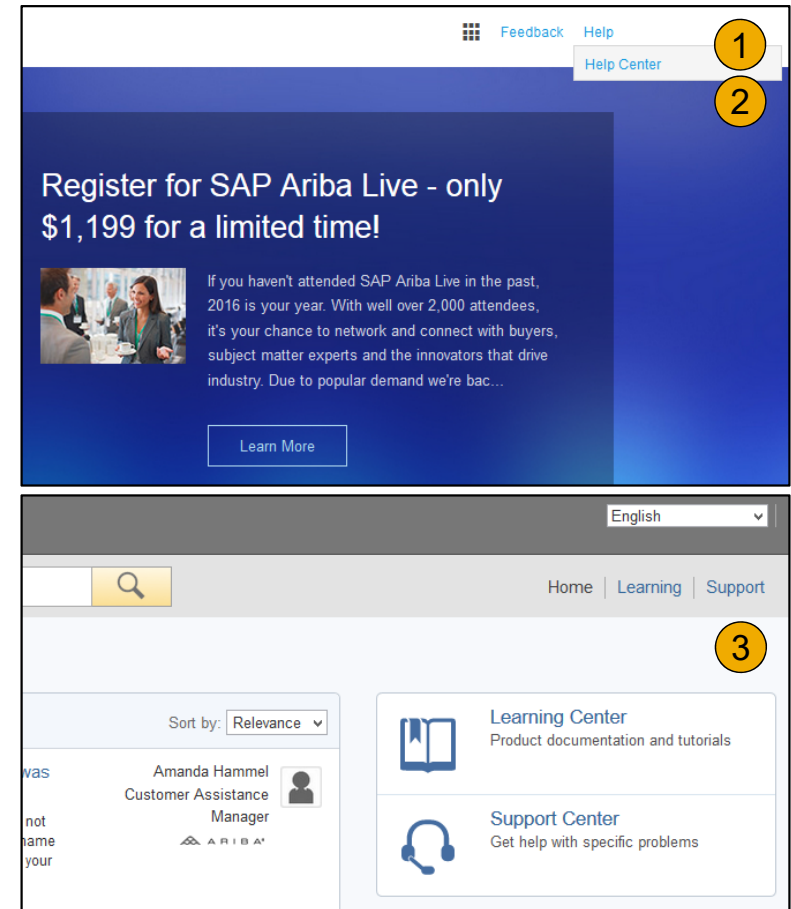 Feedback Help
1
Help Center
2
Register for SAP Ariba Live - only
$1,199 for a limited time!
If you haven't attended SAP Ariba Live in the past,
2016 is your year. With well over 2,000 attendees,
it's your chance to network and connect with buyers,
subject matter experts and the innovators that drive
industry. Due to popular demand we're bac...
Learn More
English
Home Learning Support
3
Sort by: Relevance
was
Amanda Hammel
Customer Assistance
Manager
ARIBA
not
name
your
Learning Center
Product documentation and tutorials
Support Center
Get help with specific problems